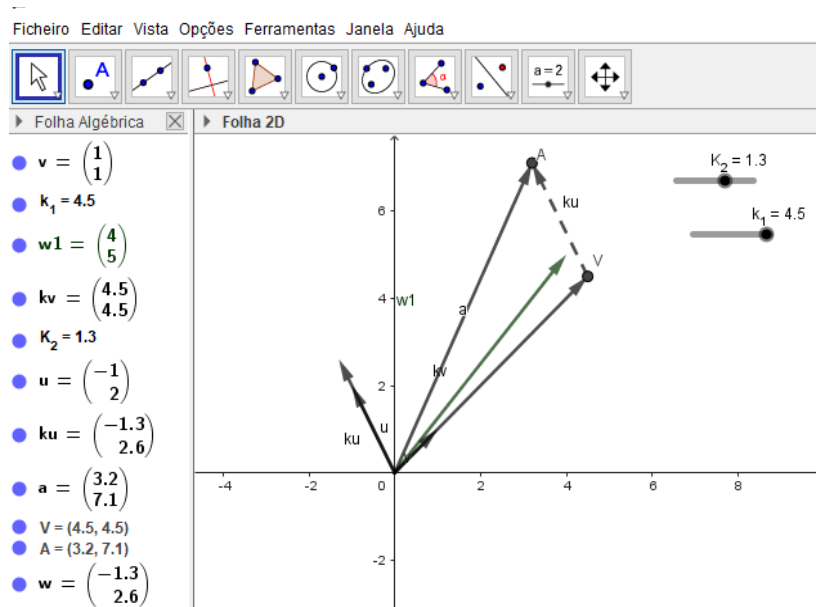 Ficheiro Editar Vista Opções Ferramentas Janela Ajuda
A
α
a = 2
Folha Algébrica
v = (1 1)
k1 = 4.5
w1 = (4 5)
kv = (4.5 4.5)
K2 = 1.3
u = (−1 2)
ku = (−1.3 2.6)
a = (3.2 7.1)
V = (4.5, 4.5)
A = (3.2, 7.1)
w = (−1.3 2.6)
Folha 2D
A
K2 = 1.3
ku
6
k1 = 4.5
V
4
w1
a
kv
2
u
ku
-4
-2
0
2
4
6
8
-2